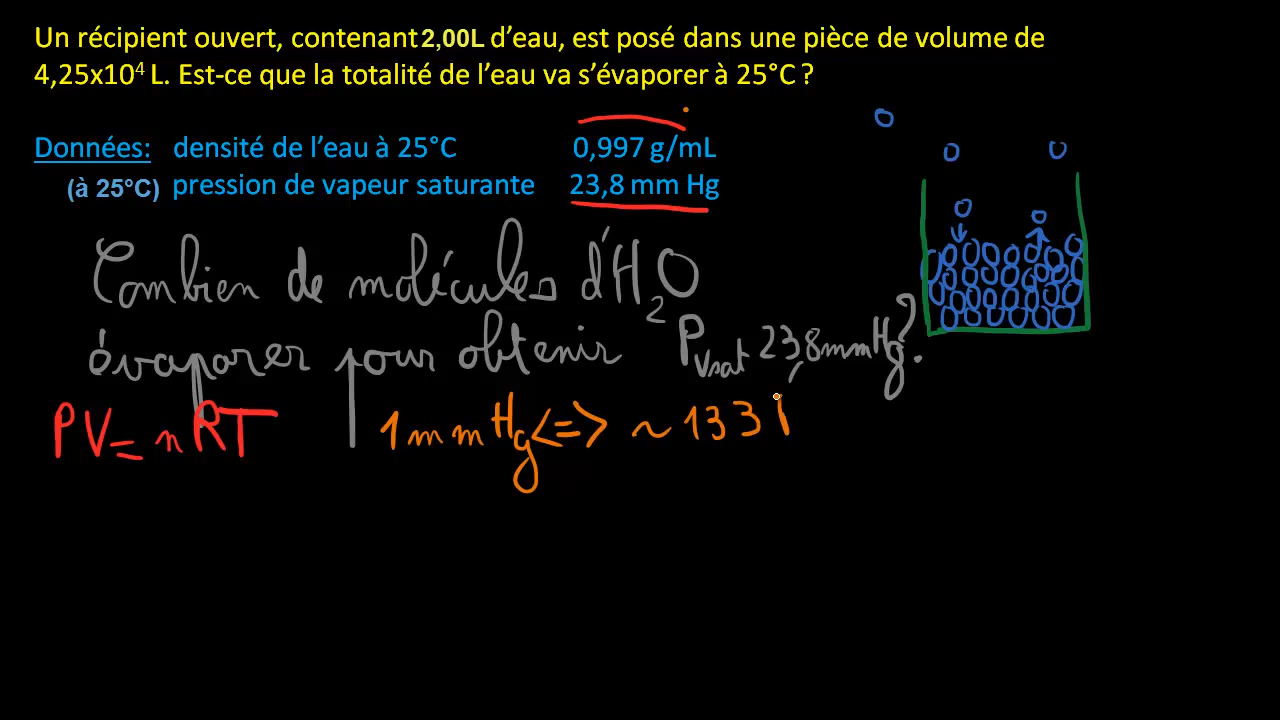 Un récipient ouvert, contenant 2,00L d’eau, est posé dans une pièce de volume de
4,25x10⁴ L. Est-ce que la totalité de l’eau va s’évaporer à 25°C ?
Données: densité de l’eau à 25°C 0,997 g/mL
(à 25°C) pression de vapeur saturante 23,8 mm Hg
Combien de molécules d'H₂O
évaporer pour obtenir Pvsat 23,8mmHg?
PV = nRT 1 mm Hg <=> ~ 133